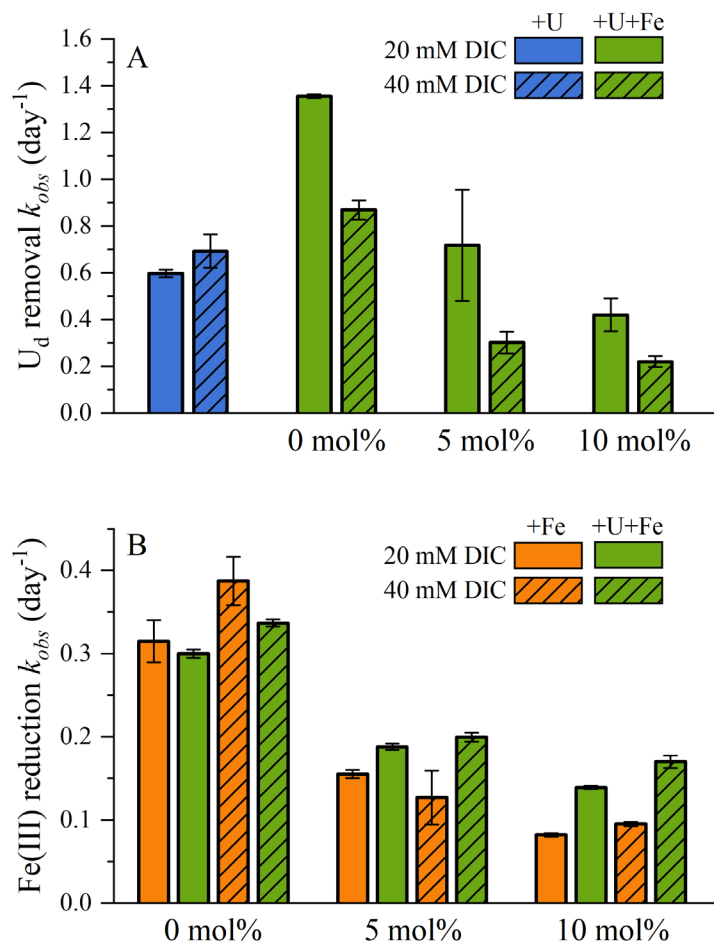 A
+U +U+Fe
20 mM DIC
40 mM DIC
U_d removal k_obs (day⁻¹)
1.6
1.4
1.2
1.0
0.8
0.6
0.4
0.2
0.0
0 mol% 5 mol% 10 mol%
B
+Fe +U+Fe
20 mM DIC
40 mM DIC
Fe(III) reduction k_obs (day⁻¹)
0.4
0.3
0.2
0.1
0.0
0 mol% 5 mol% 10 mol%